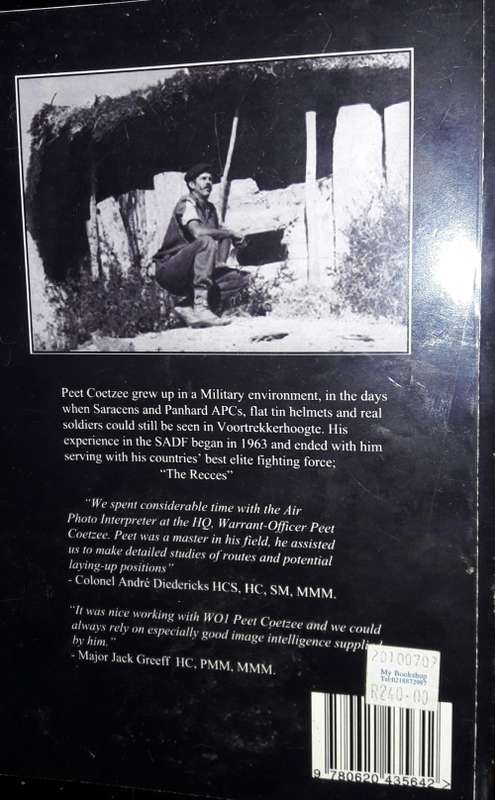 Peet Coetzee grew up in a Military environment, in the days
when Saracens and Panhard APCs, flat tin helmets and real
soldiers could still be seen in Voortrekkerhoogte. His
experience in the SADF began in 1963 and ended with him
serving with his countries' best elite fighting force;
"The Recces"
"We spent considerable time with the Air
Photo Interpreter at the HQ, Warrant-Officer Peet
Coetzee. Peet was a master in his field, he assisted
us to make detailed studies of routes and potential
laying-up positions"
- Colonel André Diedericks HCS, HC, SM, MMM.
"It was nice working with WO1 Peet Coetzee and we could
always rely on especially good image intelligence supplied
by him."
- Major Jack Greeff HC, PMM, MMM.
20100707
My Bookshop
Tel:0218872997
R240-00
9 780620 435642 >